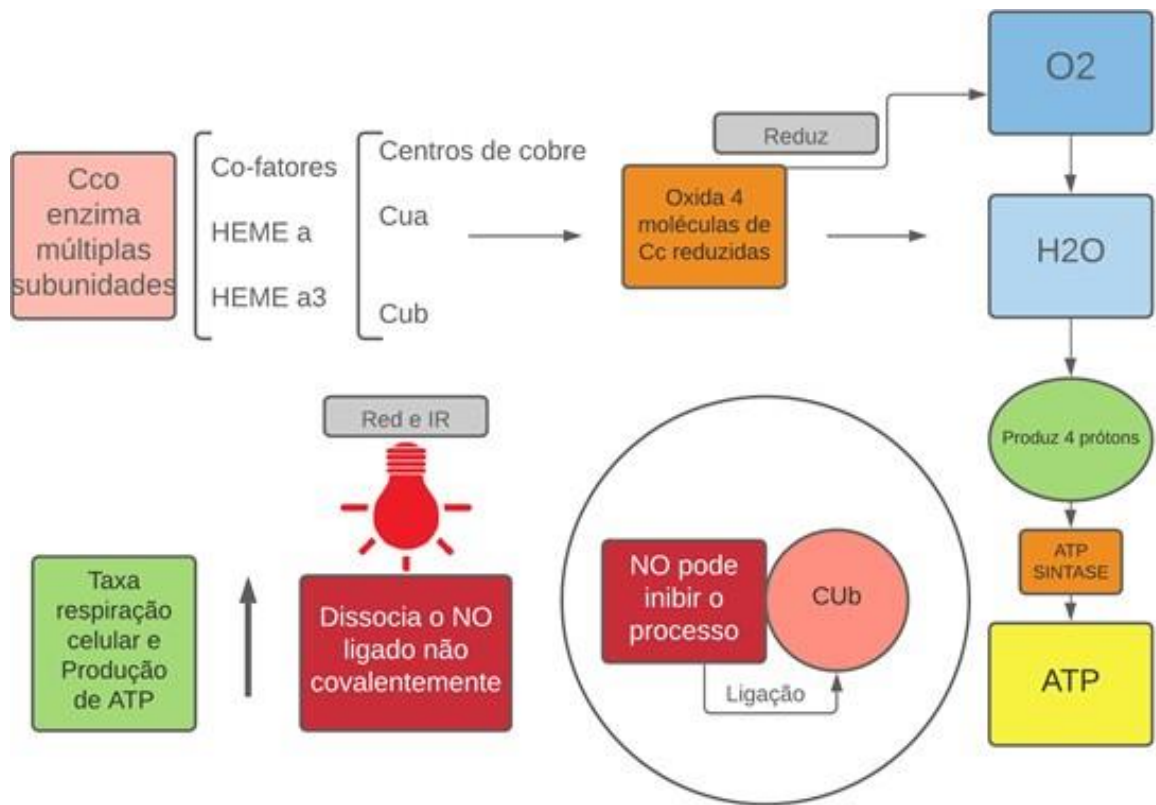 Cco
enzima
múltiplas
subunidades
Co-fatores
HEME a
HEME a3
Centros de cobre
Cua
Cub
Reduz
Oxida 4
moléculas de
Cc reduzidas
O2
H2O
Produz 4 prótons
ATP
SINTASE
ATP
Red e IR
Taxa
respiração
celular e
Produção
de ATP
Dissocia o NO
ligado não
covalentemente
NO pode
inibir o
processo
CUb
Ligação